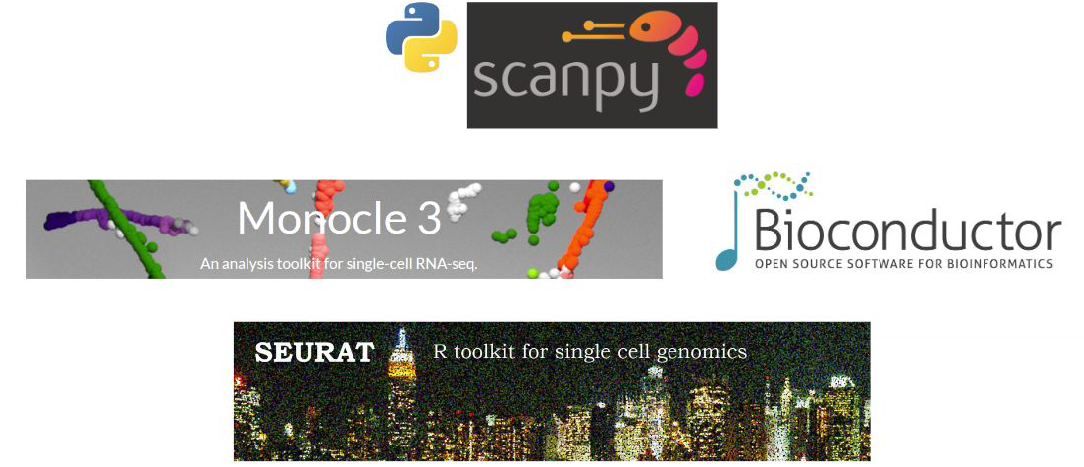 scanpy
Monocle 3
An analysis toolkit for single-cell RNA-seq.
Bioconductor
OPEN SOURCE SOFTWARE FOR BIOINFORMATICS
SEURAT R toolkit for single cell genomics